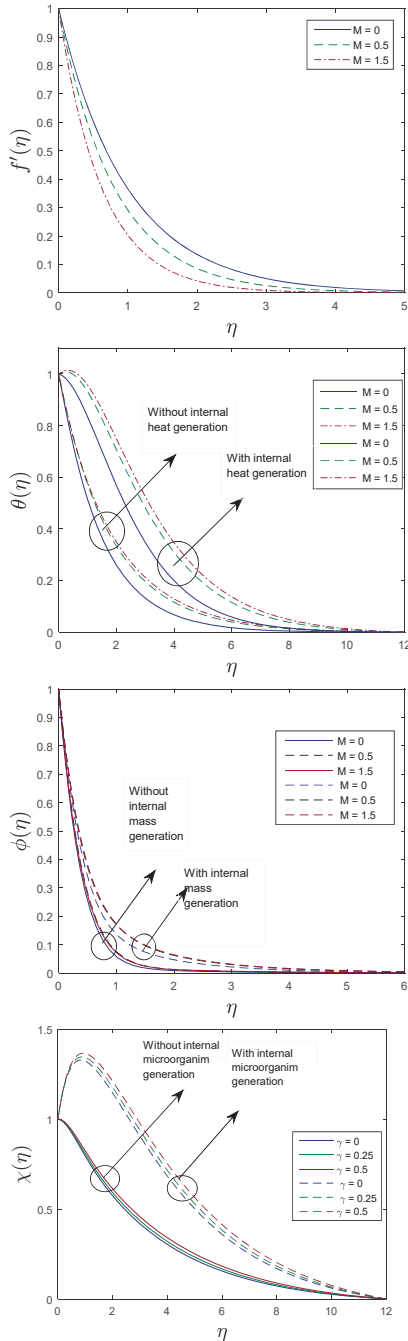 1
0.9
0.8
0.7
0.6
0.5
0.4
0.3
0.2
0.1
0
f′(η)
M = 0
M = 0.5
M = 1.5
0 1 2 3 4 5
η
1
0.8
0.6
0.4
0.2
0
θ(η)
Without internal
heat generation
With internal
heat generation
M = 0
M = 0.5
M = 1.5
M = 0
M = 0.5
M = 1.5
0 2 4 6 8 10 12
η
1
0.9
0.8
0.7
0.6
0.5
0.4
0.3
0.2
0.1
0
ϕ(η)
Without
internal
mass
generation
With internal
mass
generation
M = 0
M = 0.5
M = 1.5
M = 0
M = 0.5
M = 1.5
0 1 2 3 4 5 6
η
1.5
1
0.5
0
χ(η)
Without internal
microorganim
generation
With internal
microorganim
generation
γ = 0
γ = 0.25
γ = 0.5
γ = 0
γ = 0.25
γ = 0.5
0 2 4 6 8 10 12
η